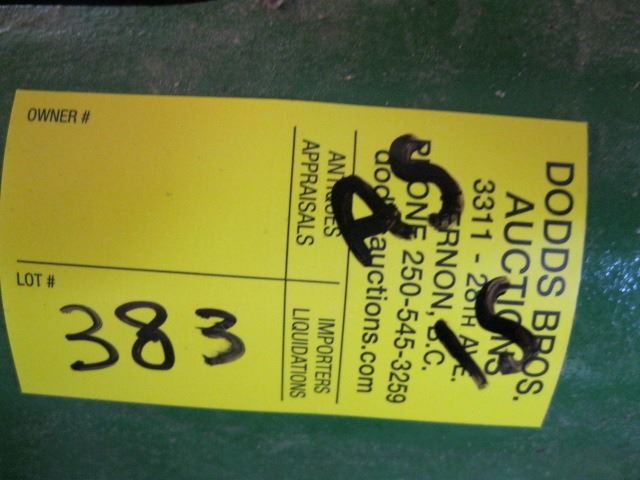 DODDS BROS.
AUCTIONS
3311 - 28TH AVE.
VERNON, B.C.
PHONE 250-545-3259
doddsauctions.com
ANTIQUES
APPRAISALS
IMPORTERS
LIQUIDATIONS
OWNER #
LOT #
383